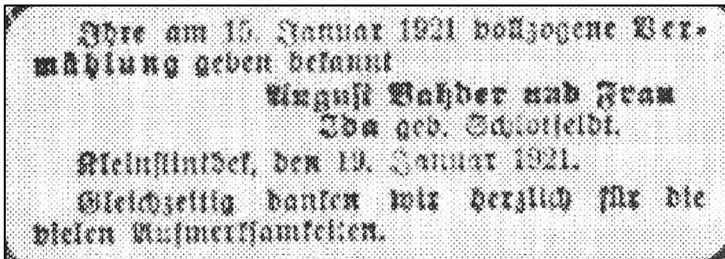 Ihre am 15. Januar 1921 vollzogene Ver-
mählung geben bekannt
August Vahder und Frau
Ida geb. Schlotfeldt.
den 19. Januar 1921.
Gleichzeitig danken wir herzlich für die
vielen Aufmerksamkeiten.